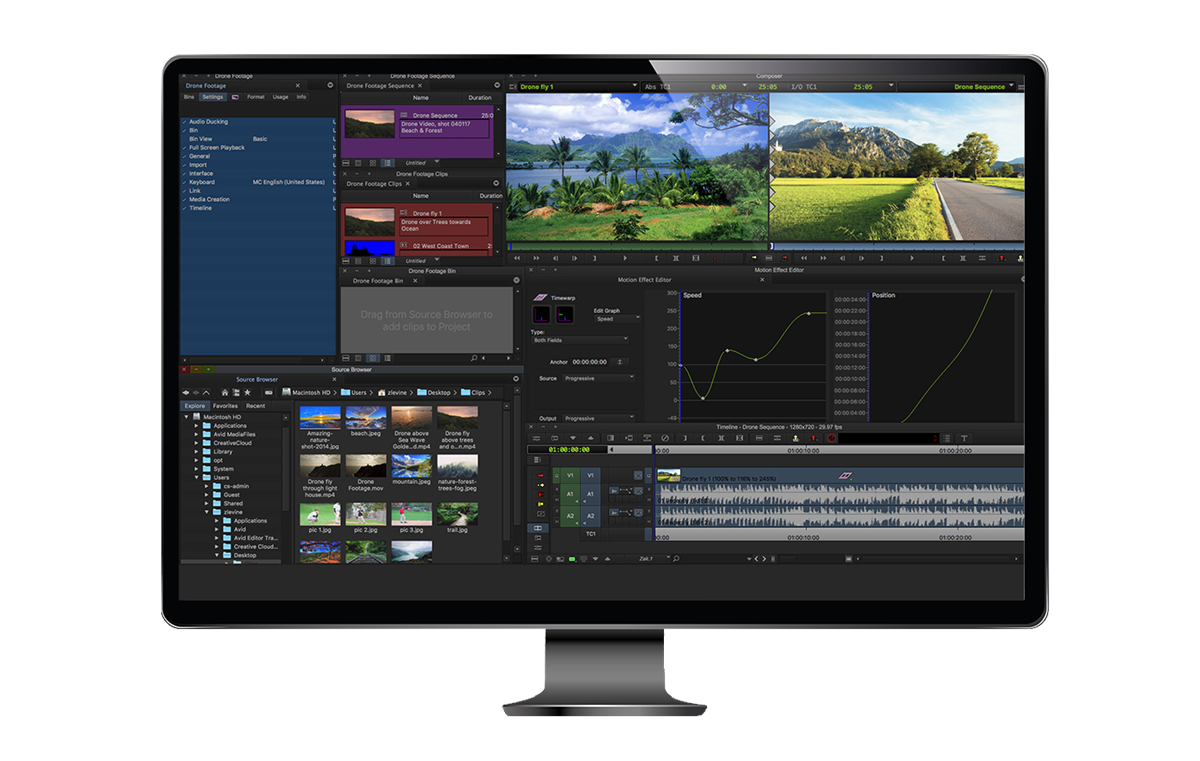 Drone Footage
Drone Footage
Bins Settings Format Usage Info
Audio Ducking
Bin
Bin View Basic
Full Screen Playback
General
Import
Interface
Keyboard MC English (United States)
Link
Media Creation
Timeline
Drone Footage Sequence
Drone Footage Sequence
Name Duration
Drone Sequence 25:0
Drone Video, shot 040117
Beach & Forest
Untitled
Drone Footage Clips
Drone Footage Clips
Name Duration
Drone fly 1
Drone over Trees towards
Ocean
02 West Coast Town 2:
Untitled
Drone Footage Bin
Drone Footage Bin
Drag from Source Browser to
add clips to Project
Composer
Drone fly 1 Abs TC1 0:00 25:05 I/O TC1 25:05 Drone Sequence
Motion Effect Editor
Motion Effect Editor
Timewarp
Edit Graph
Speed
Type:
Both Fields
Anchor 00:00:00:00
Source Progressive
Output Progressive
Speed
300
250
200
150
100
50
0
-40
Position
00:00:24:00
00:00:22:00
00:00:20:00
00:00:18:00
00:00:16:00
00:00:14:00
00:00:12:00
00:00:10:00
00:00:08:00
00:00:06:00
00:00:04:00
Source Browser
Source Browser
Macintosh HD Users zlevine Desktop Clips
Explore Favorites Recent
Macintosh HD
Applications
Avid MediaFiles
CreativeCloud
Library
opt
System
Users
cs-admin
Guest
Shared
zlevine
Applications
Avid
Avid Editor Tra...
Creative Cloud...
Desktop
Amazing-
nature-
shot-2014.jpg
beach.jpeg
Drone above
Sea Wave
Golde...d.mp4
Drone fly
above trees
and o...n.mp4
Drone fly
through light
house.mp4
Drone
Footage.mov
mountain.jpeg
nature-forest-
trees-fog.jpeg
pic 1.jpg
pic 2.jpg
pic 3.jpg
trail.jpg
Timeline - Drone Sequence - 1280x720 - 29.97 fps
01:00:00:00
00:00 01:00:10:00 01:00:20:00
V1 V1
A1 A1
A2 A2
TC1
Drone fly 1 (100% to 116% to 245%)
00:00 01:00:10:00 01:00:20:00